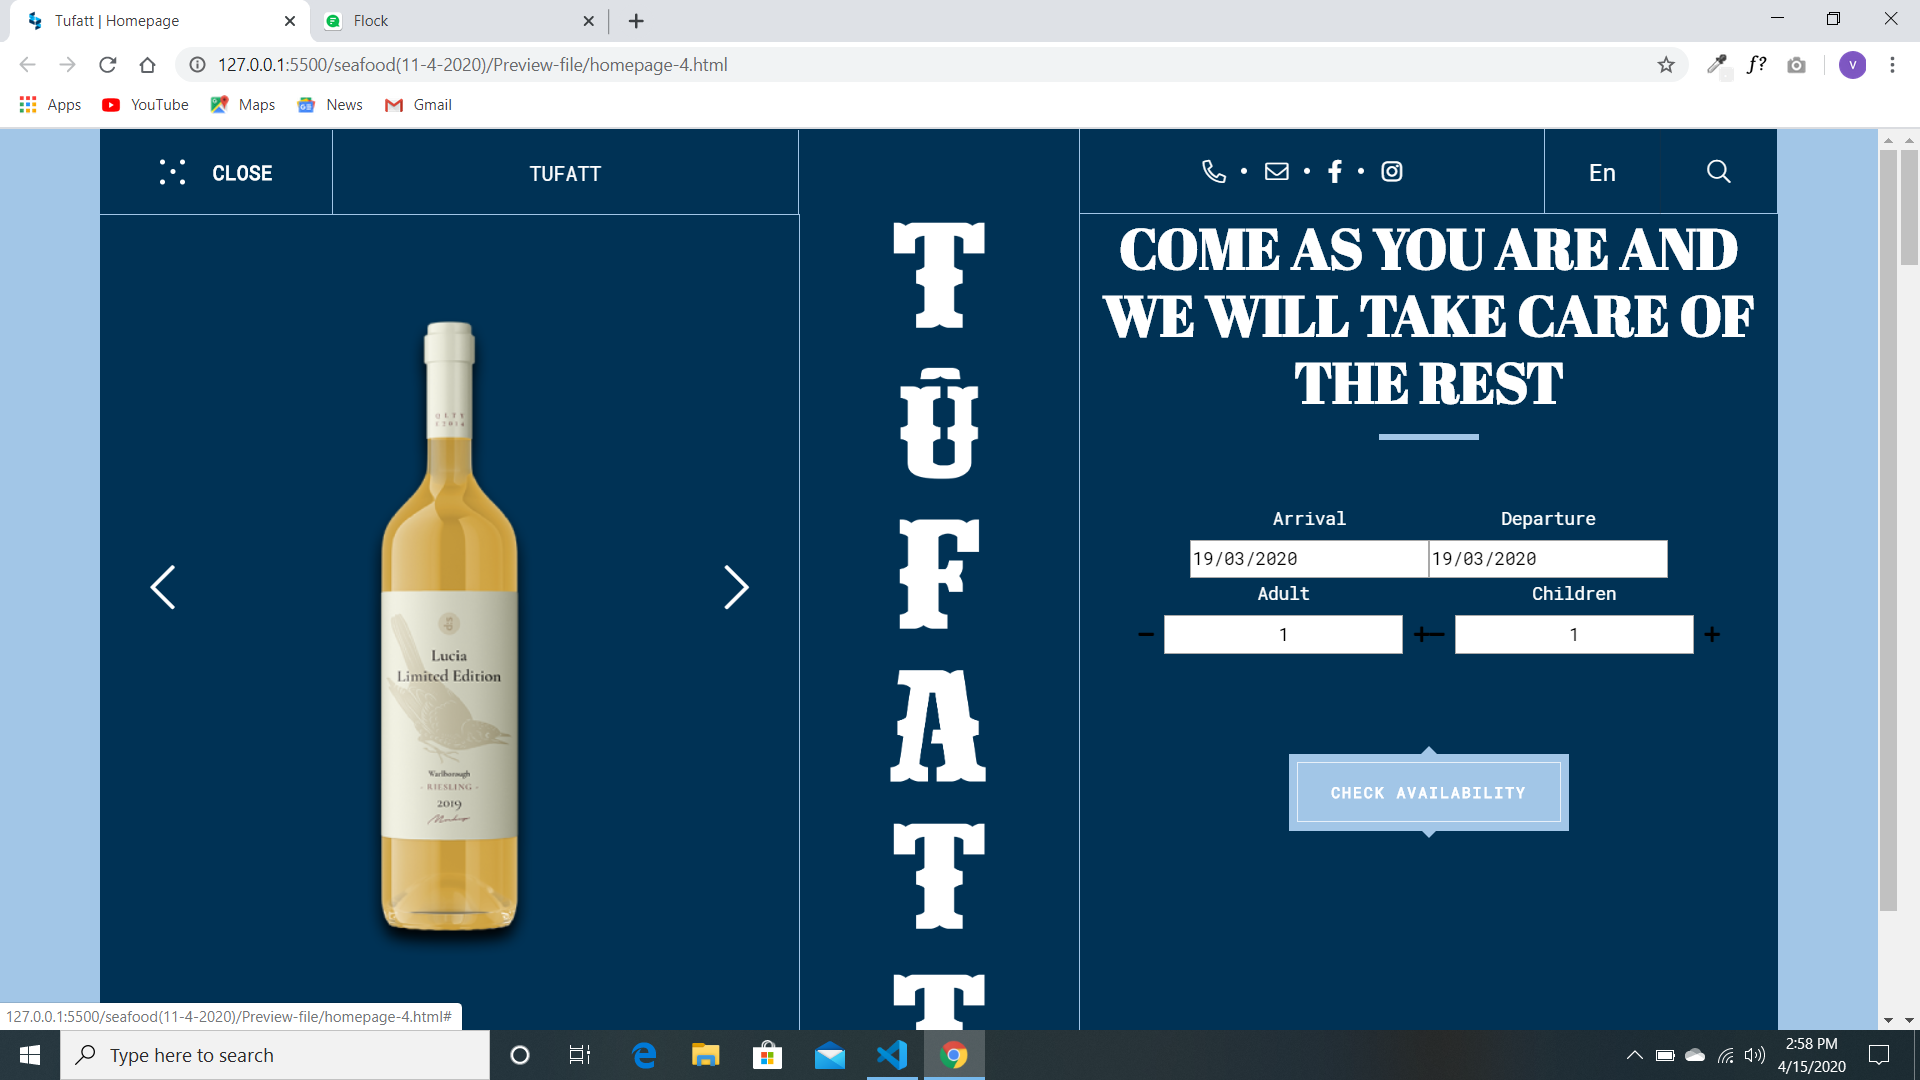 Tufatt | Homepage
Flock
127.0.0.1:5500/seafood(11-4-2020)/Preview-file/homepage-4.html
f?
V
Apps
YouTube
Maps
News
Gmail
CLOSE
TUFATT
En
T
Ū
F
A
T
T
COME AS YOU ARE AND
WE WILL TAKE CARE OF
THE REST
Lucia
Limited Edition
Warlborough
- RIESLING -
2019
Arrival
Departure
19/03/2020
19/03/2020
Adult
Children
− 1 +
− 1 +
CHECK AVAILABILITY
127.0.0.1:5500/seafood(11-4-2020)/Preview-file/homepage-4.html#
Type here to search
2:58 PM
4/15/2020